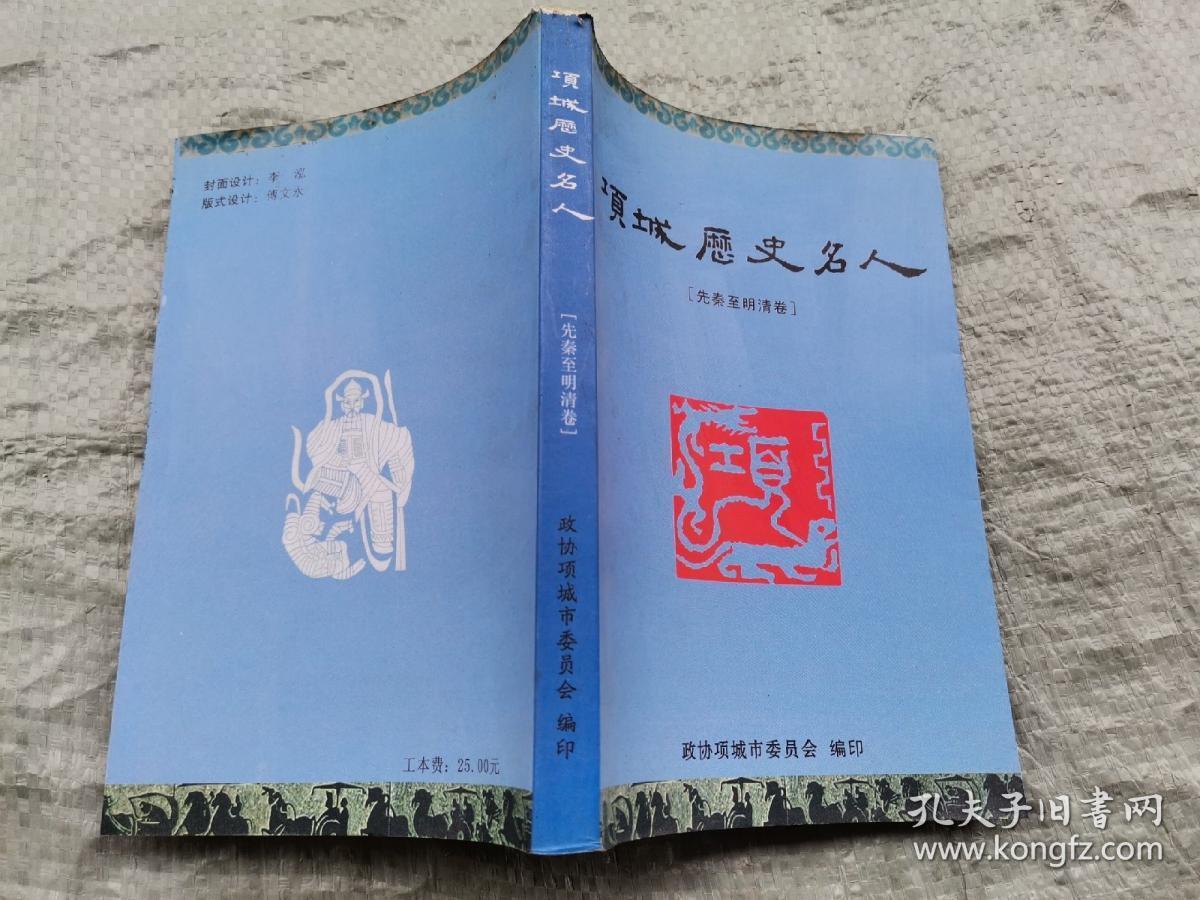 封面设计：李 泓
版式设计：傅文永
工本费：25.00元
項城歷史名人
[先秦至明清卷]
政协项城市委员会 编印
項城歷史名人
[先秦至明清卷]
項
政协项城市委员会 编印
孔夫子旧書网
www.kongfz.com